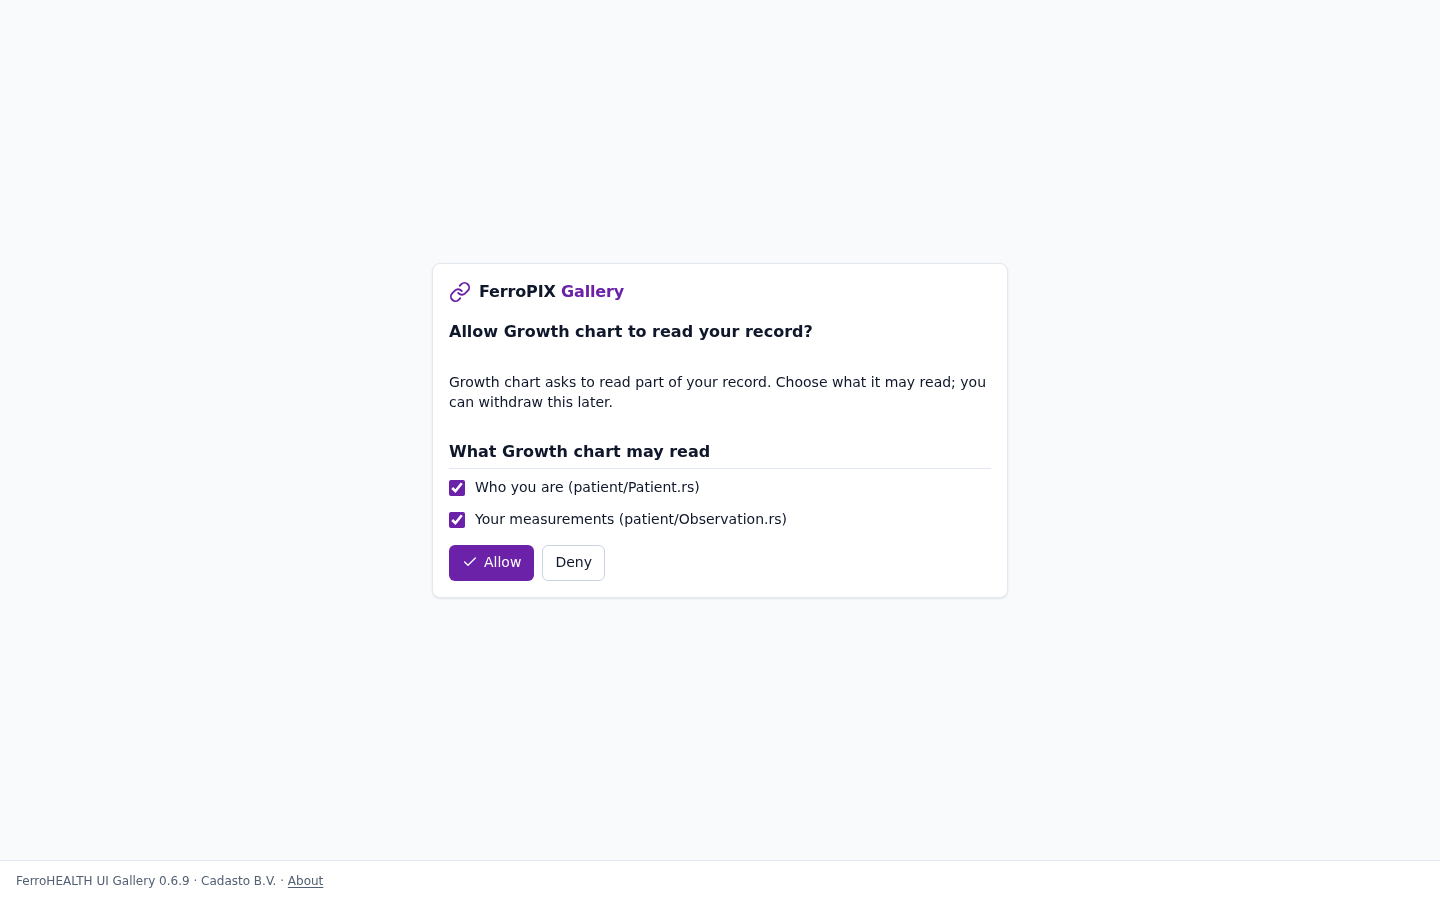 FerroPIX Gallery
Allow Growth chart to read your record?
Growth chart asks to read part of your record. Choose what it may read; you
can withdraw this later.
What Growth chart may read
Who you are (patient/Patient.rs)
Your measurements (patient/Observation.rs)
Allow
Deny
FerroHEALTH UI Gallery 0.6.9 · Cadasto B.V. · About